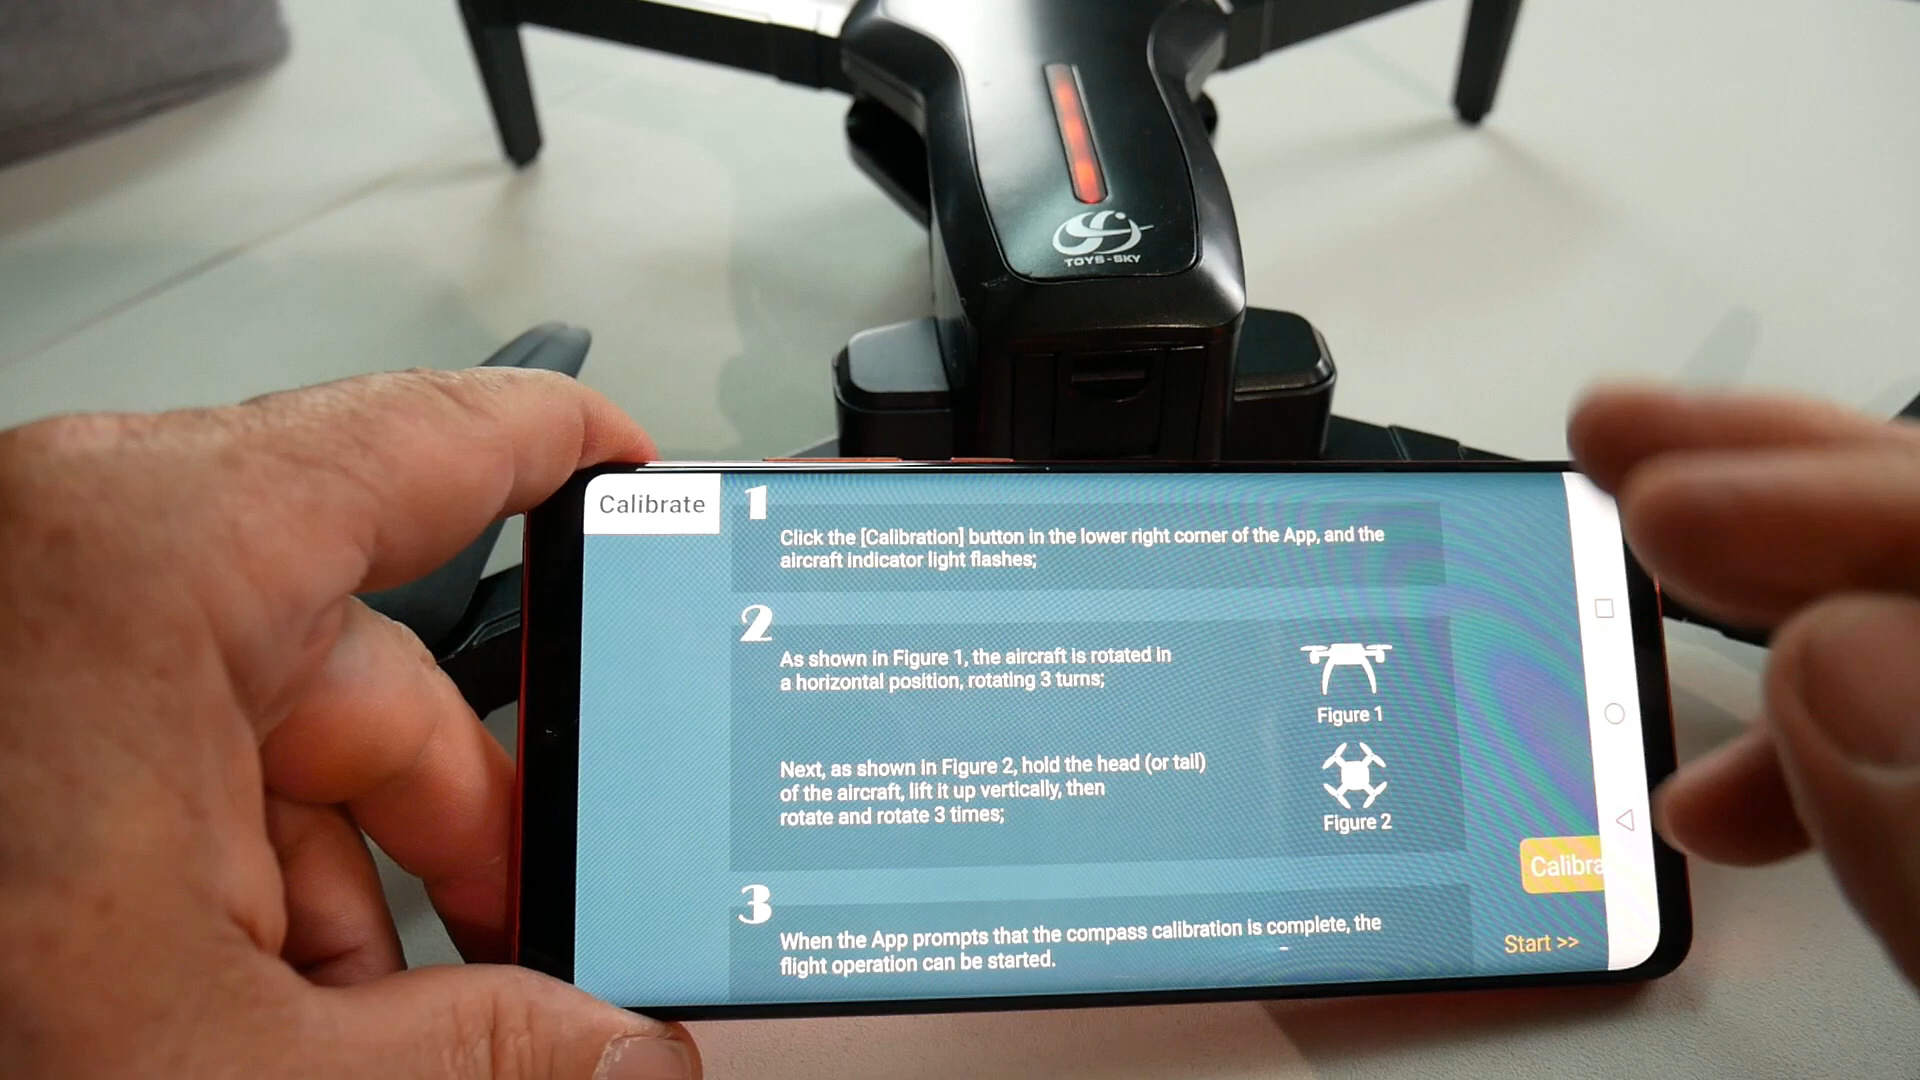 TOYS-SKY
Calibrate
1
Click the [Calibration] button in the lower right corner of the App, and the
aircraft indicator light flashes;
2
As shown in Figure 1, the aircraft is rotated in
a horizontal position, rotating 3 turns;
Figure 1
Next, as shown in Figure 2, hold the head (or tail)
of the aircraft, lift it up vertically, then
rotate and rotate 3 times;
Figure 2
Calibra
3
When the App prompts that the compass calibration is complete, the
flight operation can be started.
Start >>